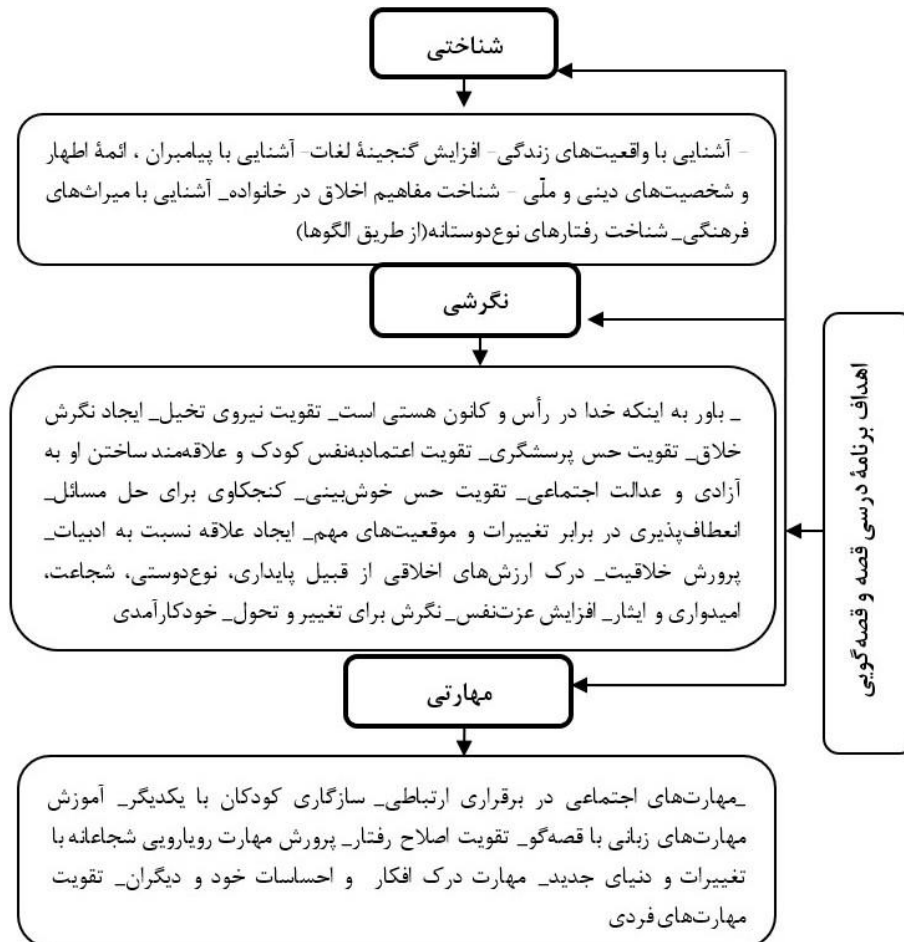 شناختی
- آشنایی با واقعیت‌های زندگی- افزایش گنجینهٔ لغات- آشنایی با پیامبران ، ائمهٔ اطهار
و شخصیت‌های دینی و ملّی - شناخت مفاهیم اخلاق در خانواده_ آشنایی با میراث‌های
فرهنگی_ شناخت رفتارهای نوع‌دوستانه(از طریق الگوها)
نگرشی
_ باور به اینکه خدا در رأس و کانون هستی است_ تقویت نیروی تخیل_ ایجاد نگرش
خلاق_ تقویت حس پرسشگری_ تقویت اعتمادبه‌نفس کودک و علاقه‌مند ساختن او به
آزادی و عدالت اجتماعی_ تقویت حس خوش‌بینی_ کنجکاوی برای حل مسائل_
انعطاف‌پذیری در برابر تغییرات و موقعیت‌های مهم_ ایجاد علاقه نسبت به ادبیات_
پرورش خلاقیت_ درک ارزش‌های اخلاقی از قبیل پایداری، نوع‌دوستی، شجاعت،
امیدواری و ایثار_ افزایش عزت‌نفس_ نگرش برای تغییر و تحول_ خودکارآمدی
مهارتی
_مهارت‌های اجتماعی در برقراری ارتباطی_ سازگاری کودکان با یکدیگر_ آموزش
مهارت‌های زبانی با قصه‌گو_ تقویت اصلاح رفتار_ پرورش مهارت رویارویی شجاعانه با
تغییرات و دنیای جدید_ مهارت درک افکار و احساسات خود و دیگران_ تقویت
مهارت‌های فردی
اهداف برنامهٔ درسی قصه و قصه‌گویی